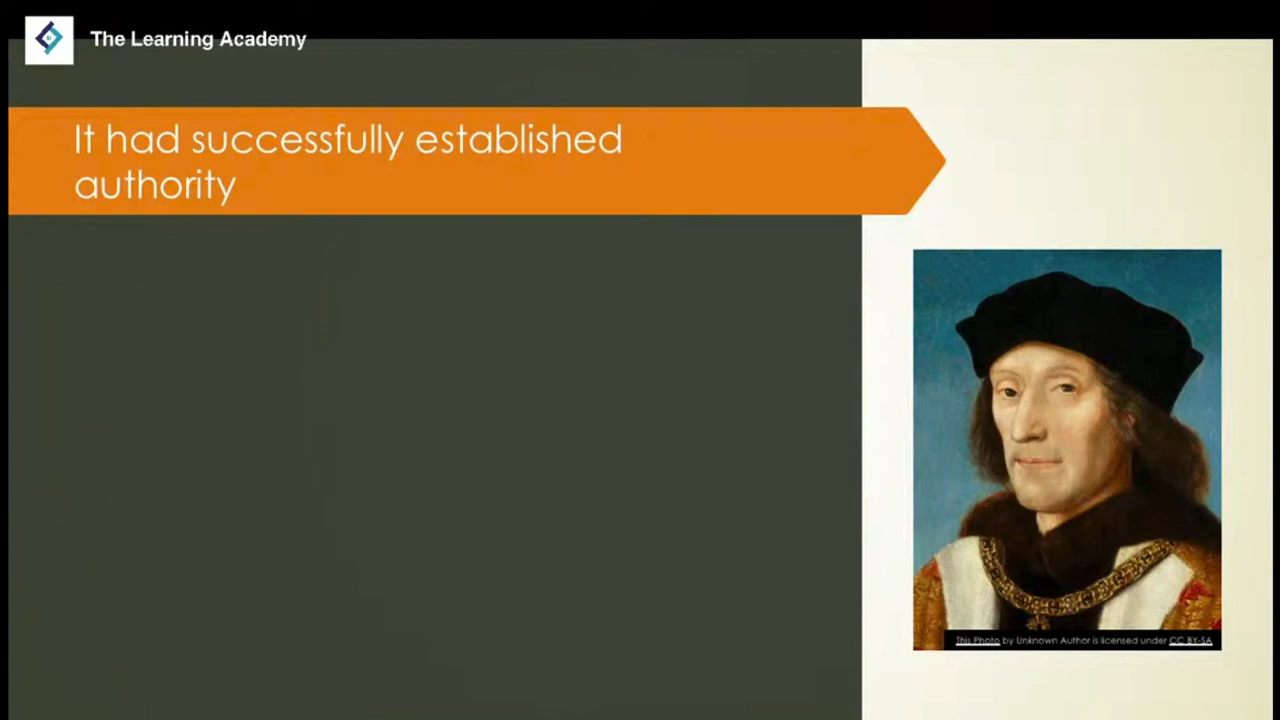 The Learning Academy
It had successfully established
authority
This Photo by Unknown Author is licensed under CC BY-SA